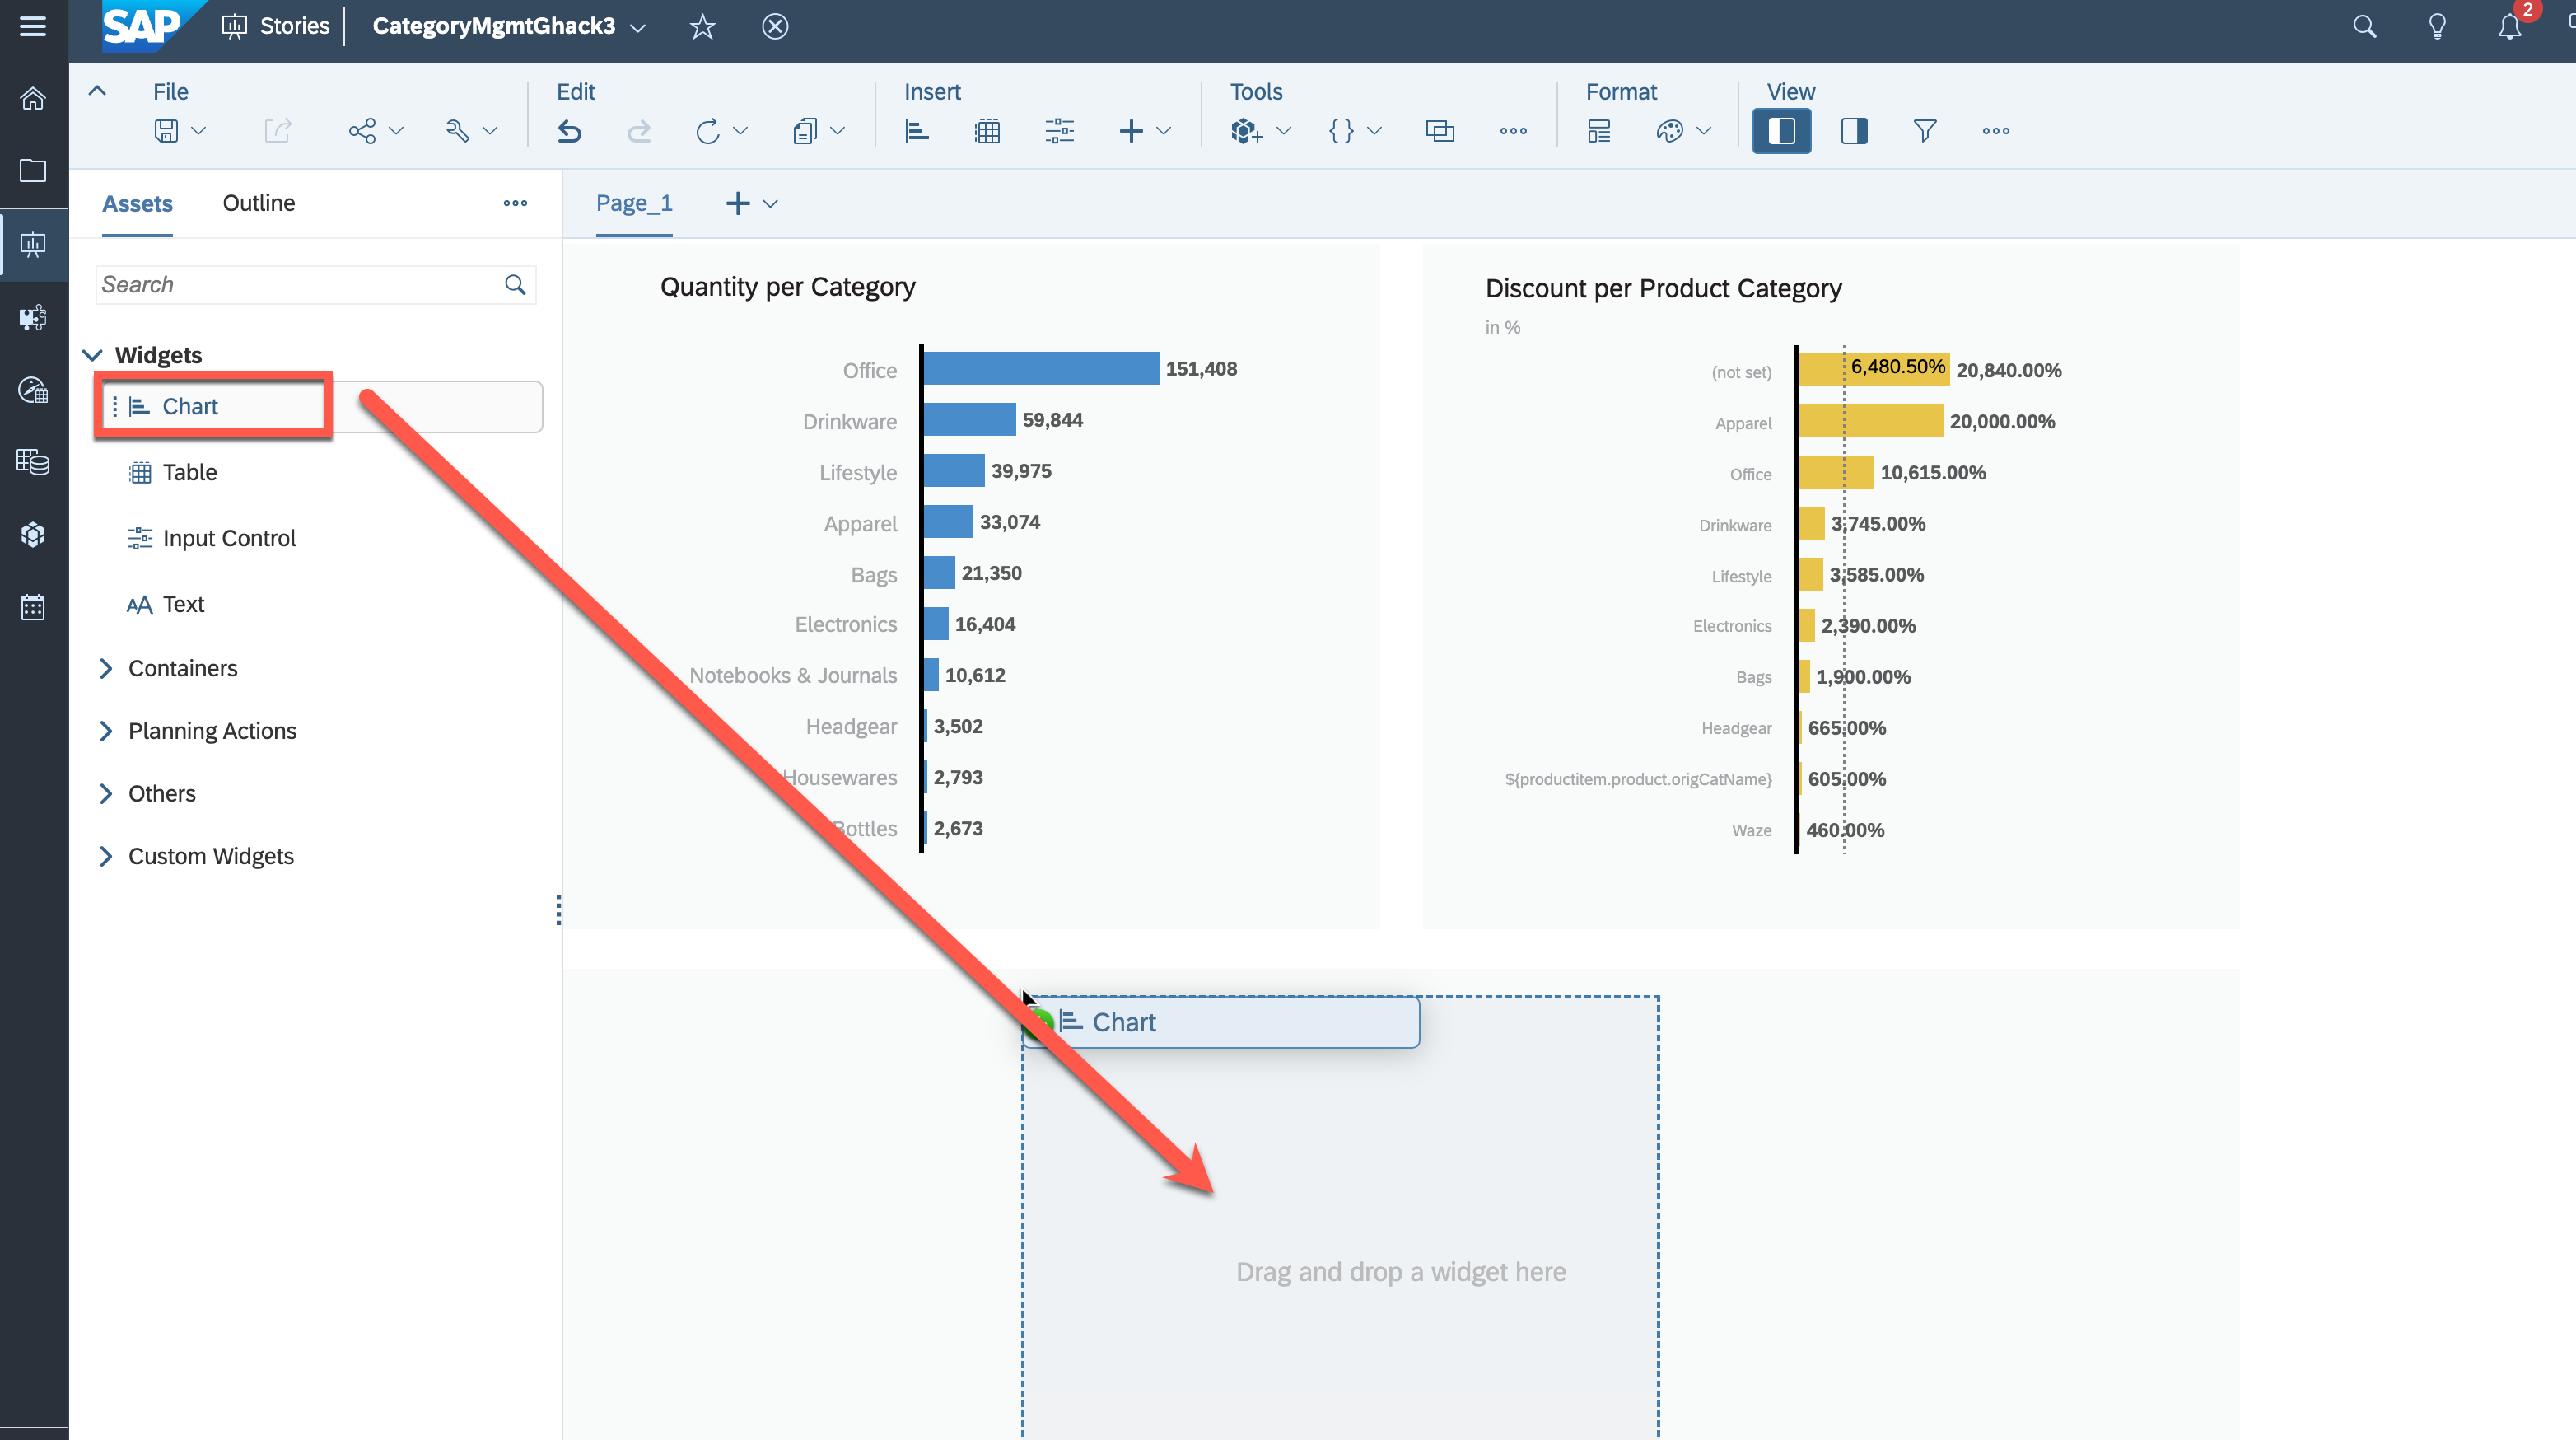 SAP Stories CategoryMgmtGhack3
2
File Edit Insert Tools Format View
Assets Outline
Page_1
Search
Widgets
Chart
Table
Input Control
AA Text
Containers
Planning Actions
Others
Custom Widgets
Quantity per Category
Office 151,408
Drinkware 59,844
Lifestyle 39,975
Apparel 33,074
Bags 21,350
Electronics 16,404
Notebooks & Journals 10,612
Headgear 3,502
Housewares 2,793
Bottles 2,673
Discount per Product Category
in %
(not set) 6,480.50% 20,840.00%
Apparel 20,000.00%
Office 10,615.00%
Drinkware 3,745.00%
Lifestyle 3,585.00%
Electronics 2,390.00%
Bags 1,900.00%
Headgear 665.00%
${productitem.product.origCatName} 605.00%
Waze 460.00%
Chart
Drag and drop a widget here